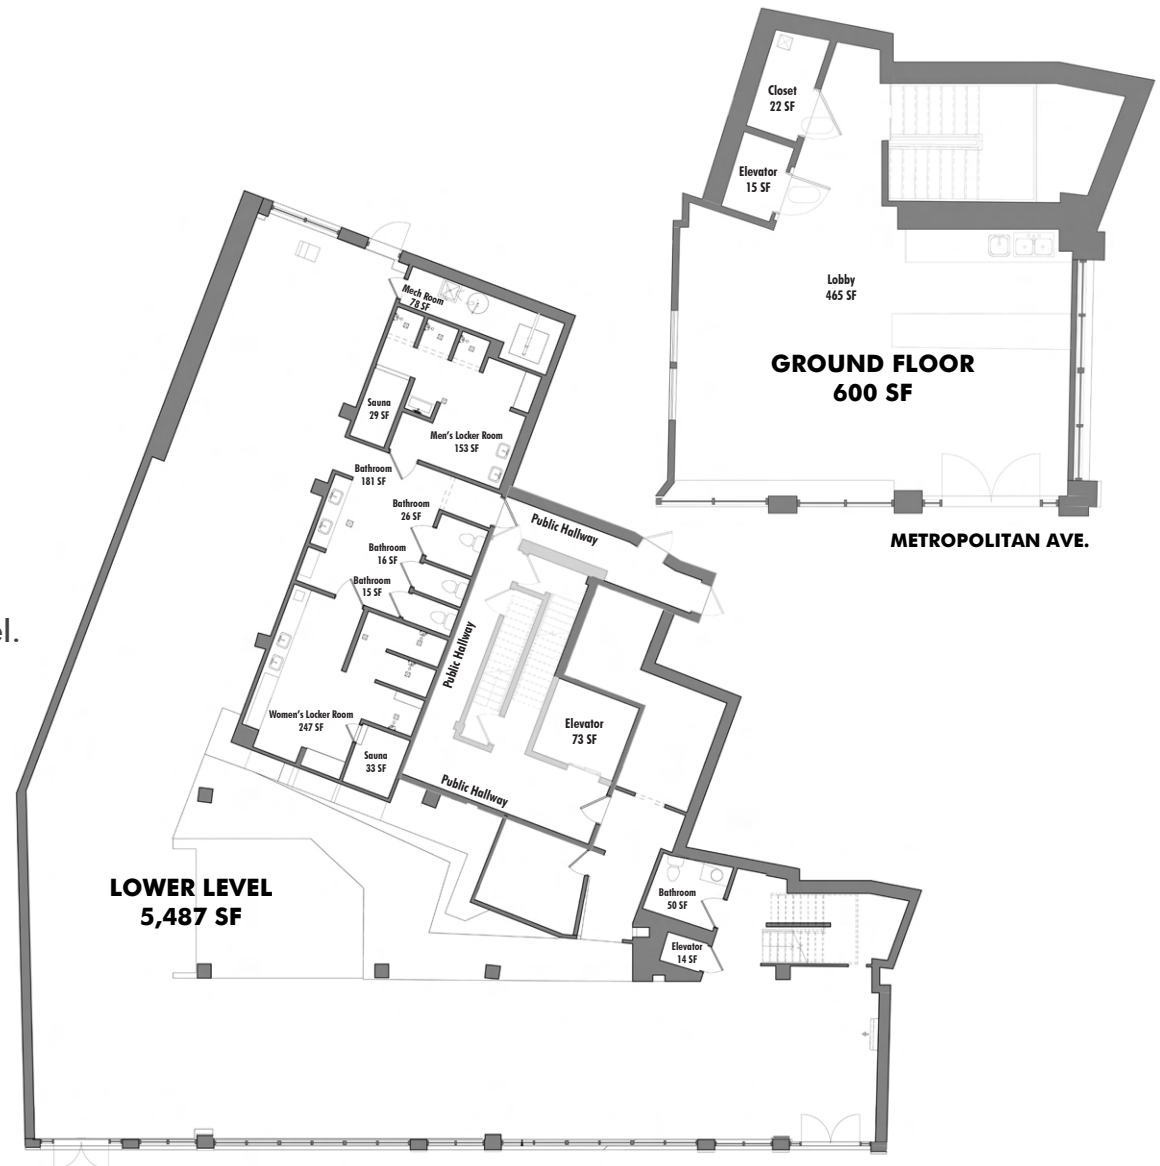 Closet
22 SF
Elevator
15 SF
Lobby
465 SF
GROUND FLOOR
600 SF
METROPOLITAN AVE.
Mech Room
78 SF
Sauna
29 SF
Men's Locker Room
153 SF
Bathroom
181 SF
Bathroom
26 SF
Bathroom
16 SF
Bathroom
15 SF
Public Hallway
Public Hallway
el.
Women's Locker Room
247 SF
Sauna
33 SF
Elevator
73 SF
Public Hallway
LOWER LEVEL
5,487 SF
Bathroom
50 SF
Elevator
14 SF